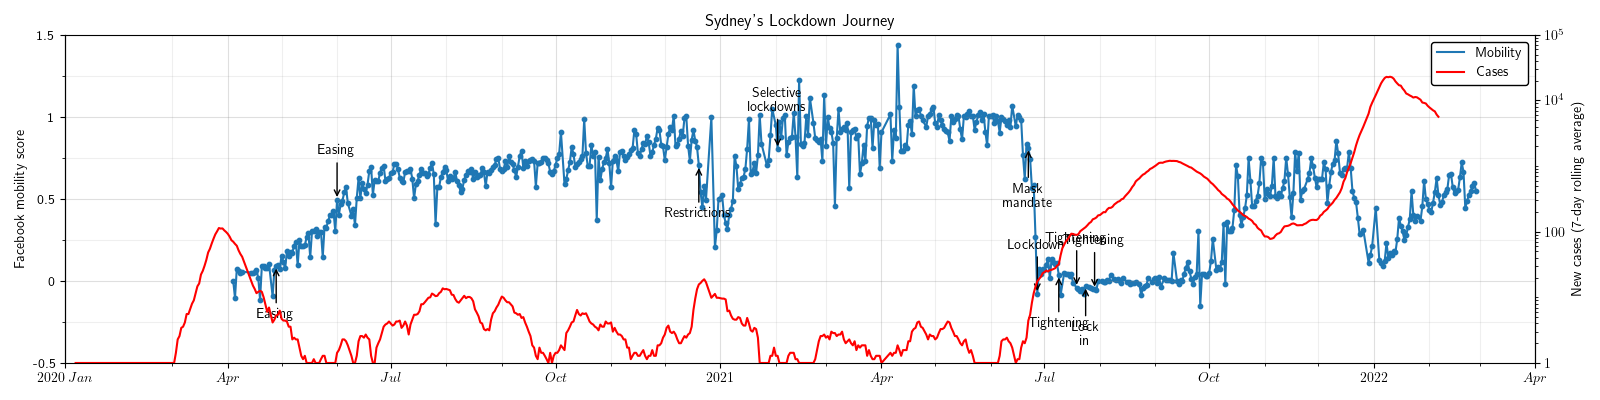 Sydney's Lockdown Journey
1.5
1
0.5
0
-0.5
Facebook mobility score
10^5
10^4
100
1
New cases (7-day rolling average)
Mobility
Cases
Easing
Easing
Restrictions
Selective
lockdowns
Mask
mandate
Lockdown
Tightening
Tightening
Tightening
Lock
in
2020 Jan
Apr
Jul
Oct
2021
Apr
Jul
Oct
2022
Apr